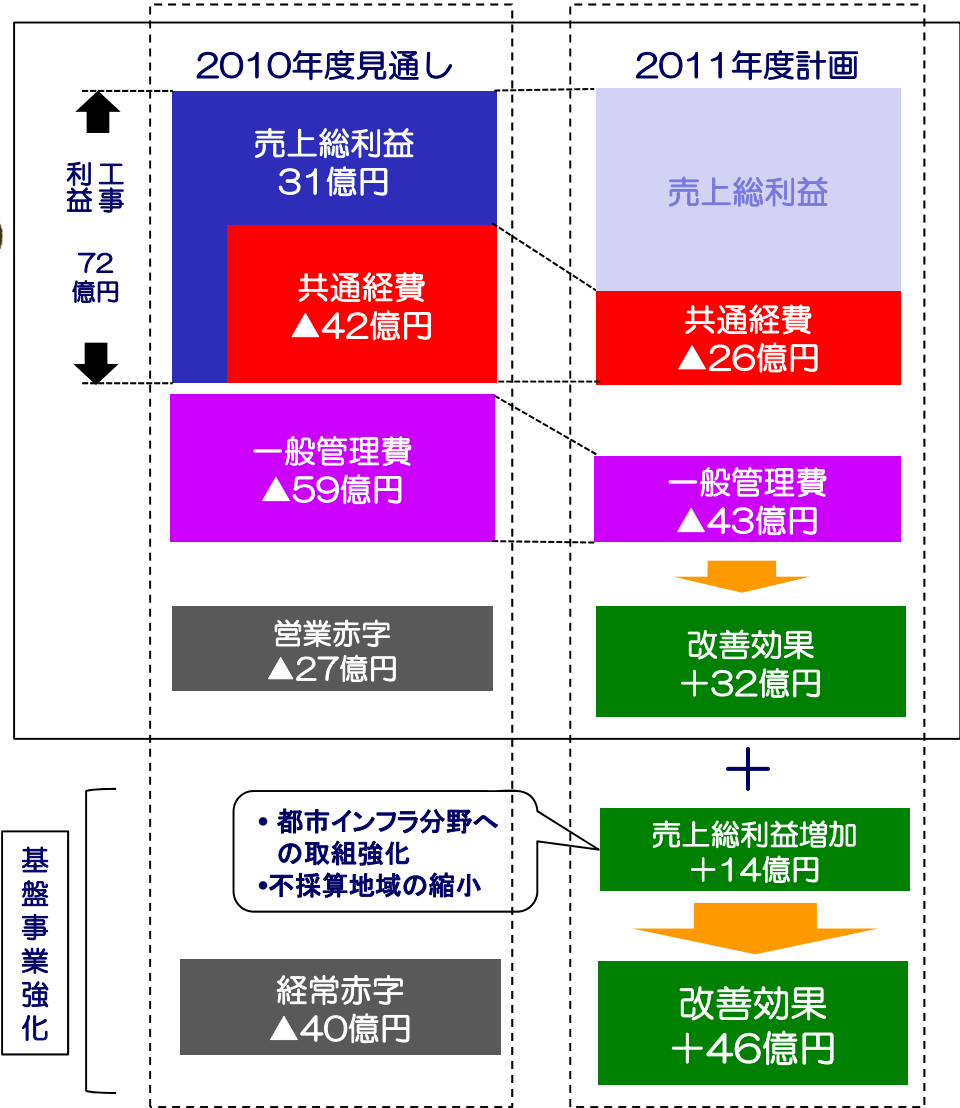 2010年度見通し
2011年度計画
工事
利益
72
億円
売上総利益
31億円
売上総利益
共通経費
▲42億円
共通経費
▲26億円
一般管理費
▲59億円
一般管理費
▲43億円
営業赤字
▲27億円
改善効果
＋32億円
＋
基盤事業強化
• 都市インフラ分野へ
の取組強化
•不採算地域の縮小
売上総利益増加
＋14億円
経常赤字
▲40億円
改善効果
＋46億円